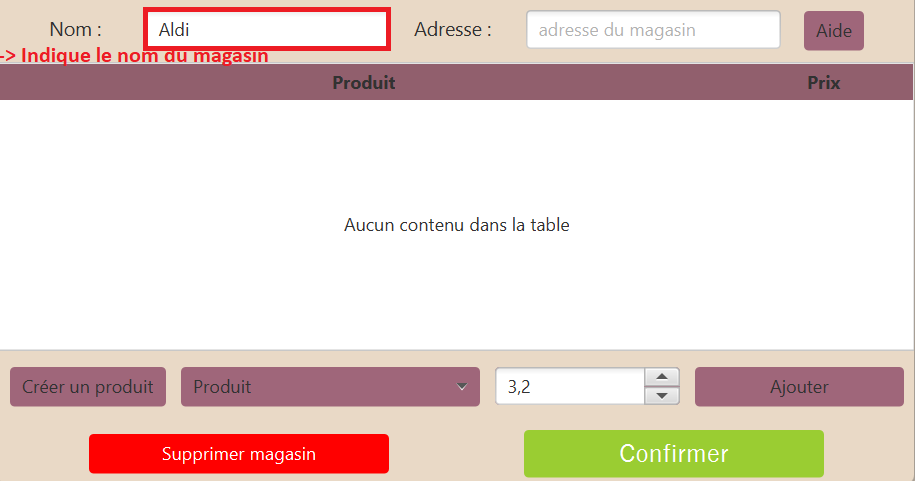 Nom : Aldi Adresse : adresse du magasin Aide
-> Indique le nom du magasin
Produit Prix
Aucun contenu dans la table
Créer un produit Produit 3,2 Ajouter
Supprimer magasin Confirmer